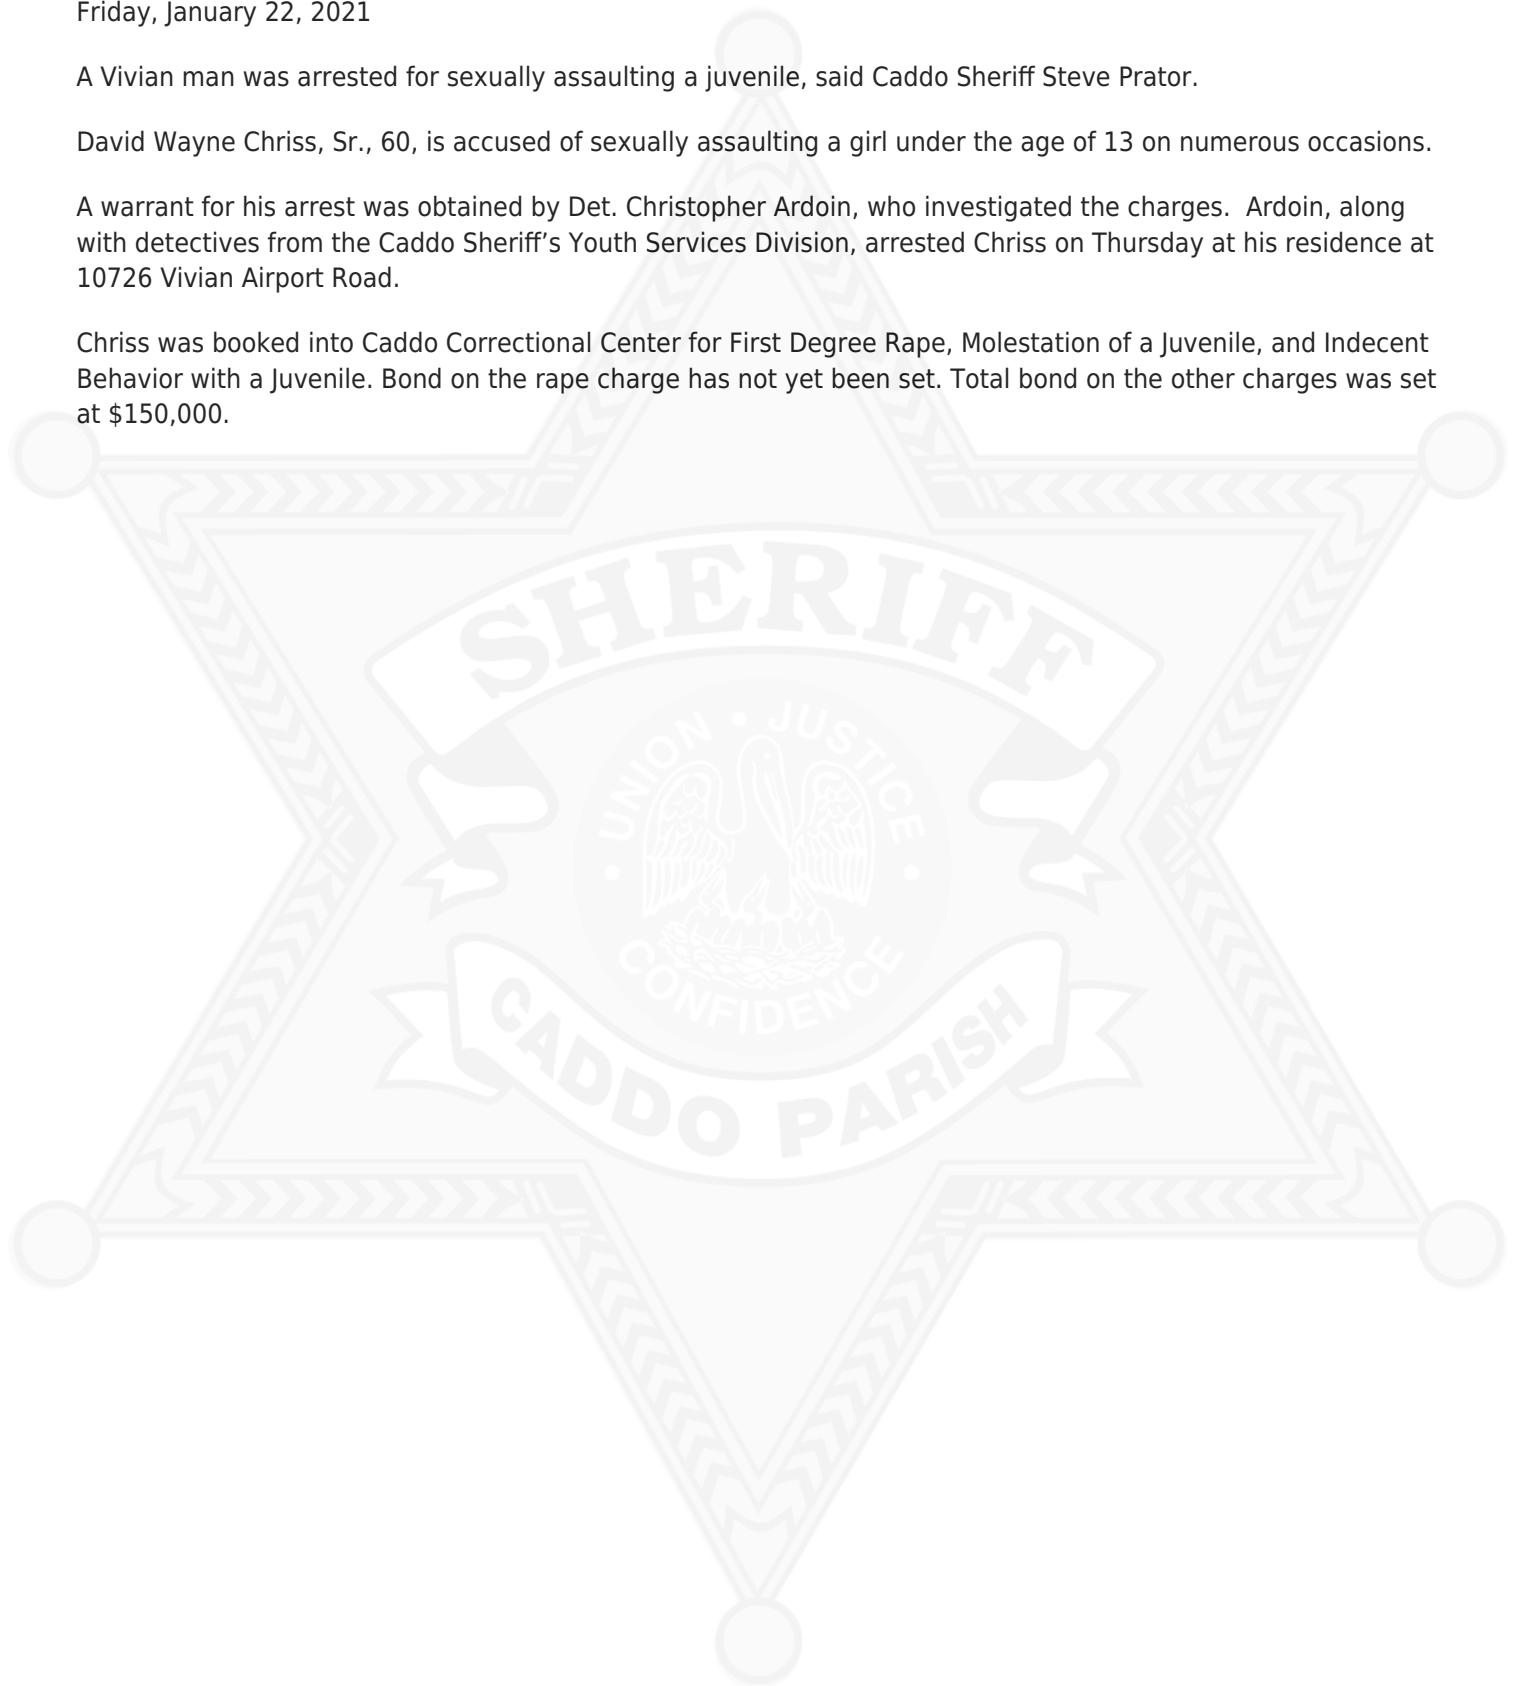 Friday, January 22, 2021
A Vivian man was arrested for sexually assaulting a juvenile, said Caddo Sheriff Steve Prator.
David Wayne Chriss, Sr., 60, is accused of sexually assaulting a girl under the age of 13 on numerous occasions.
A warrant for his arrest was obtained by Det. Christopher Ardoin, who investigated the charges.  Ardoin, along
with detectives from the Caddo Sheriff’s Youth Services Division, arrested Chriss on Thursday at his residence at
10726 Vivian Airport Road.
Chriss was booked into Caddo Correctional Center for First Degree Rape, Molestation of a Juvenile, and Indecent
Behavior with a Juvenile. Bond on the rape charge has not yet been set. Total bond on the other charges was set
at $150,000.
SHERIFF
UNION • JUSTICE
• CONFIDENCE •
CADDO PARISH